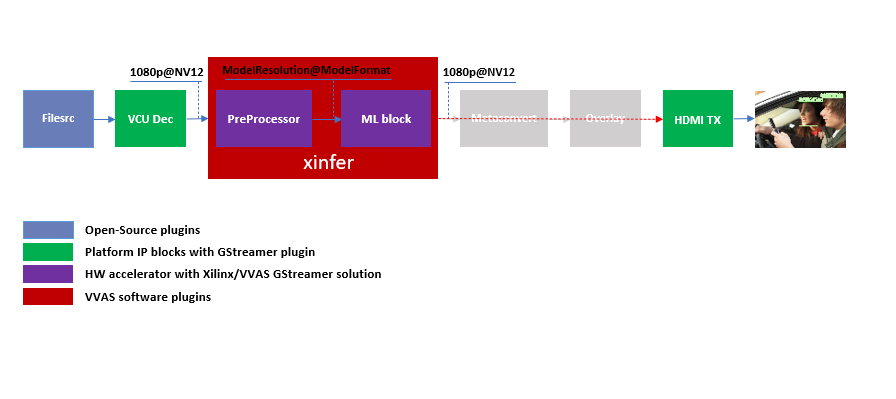 1080p@NV12
ModelResolution@ModelFormat
1080p@NV12
Filesrc
VCU Dec
PreProcessor
ML block
Metaconvert
Overlay
HDMI TX
xinfer
Open-Source plugins
Platform IP blocks with GStreamer plugin
HW accelerator with Xilinx/VVAS GStreamer solution
VVAS software plugins